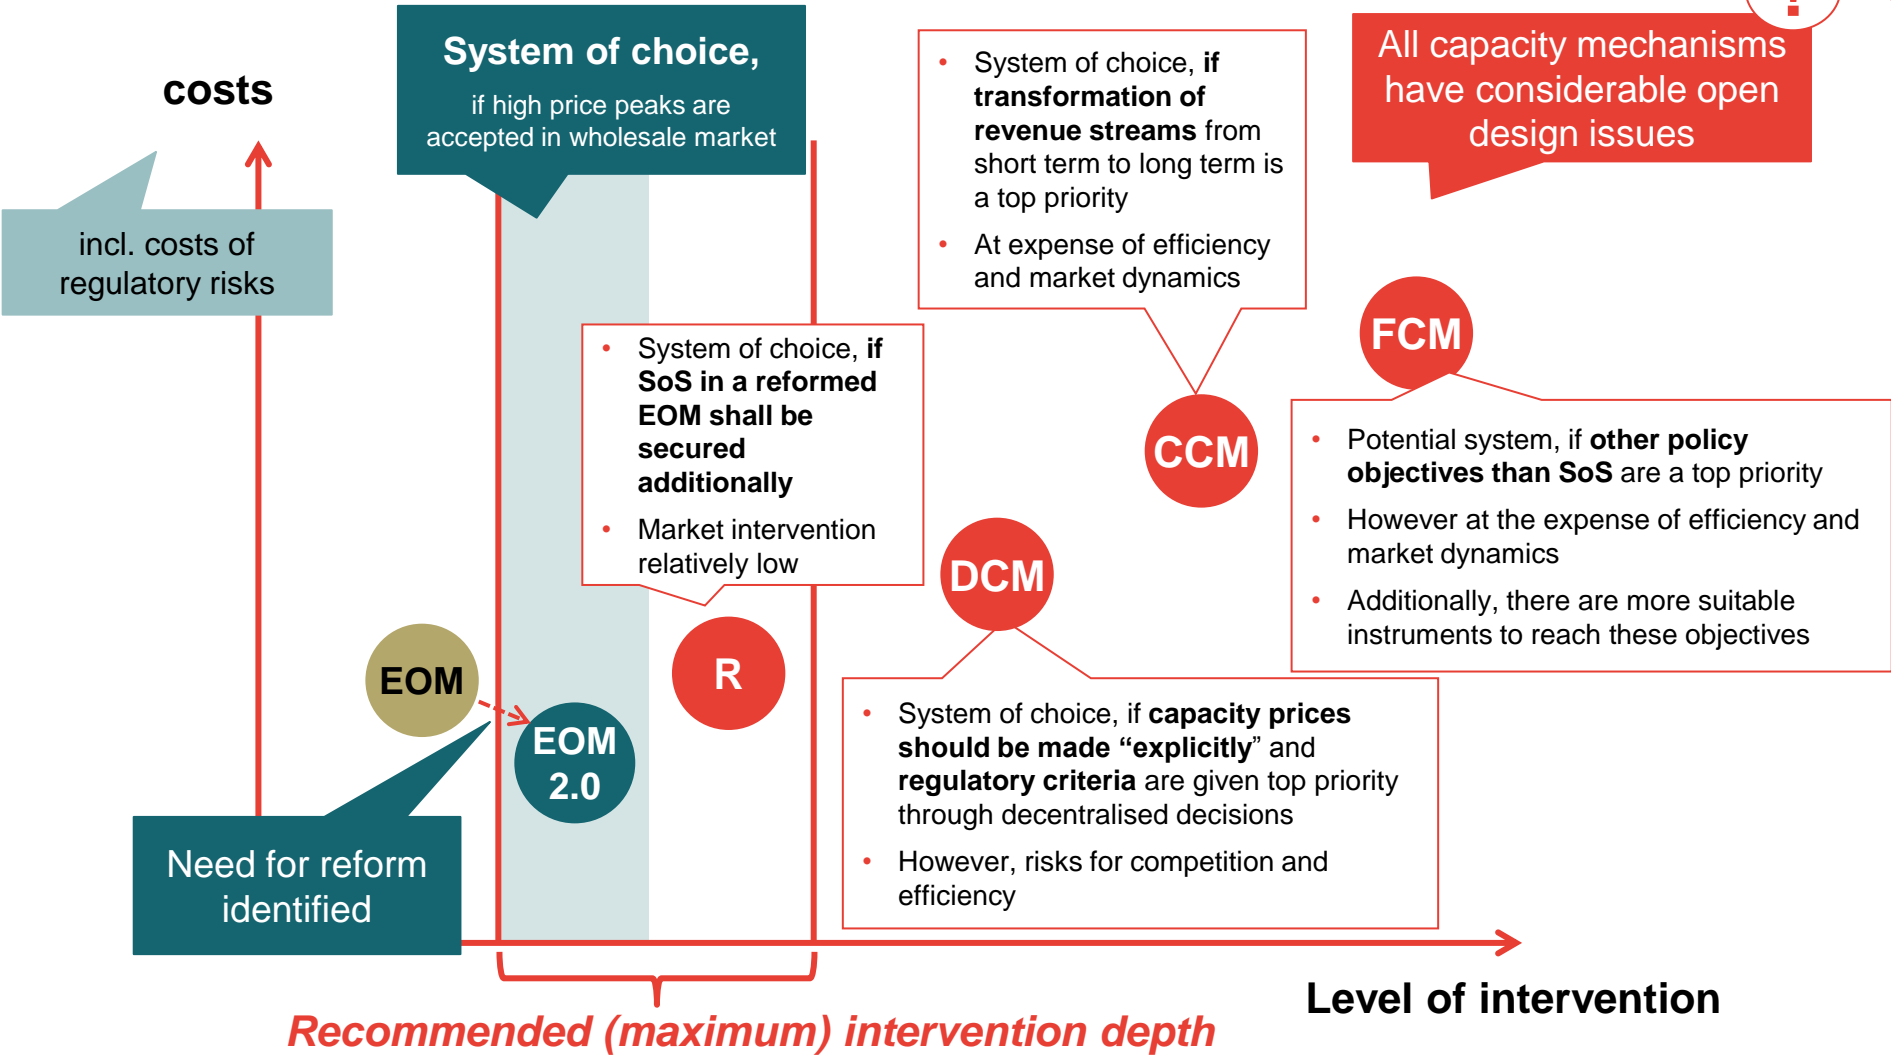 costs
System of choice,
if high price peaks are
accepted in wholesale market
incl. costs of
regulatory risks
• System of choice, if
transformation of
revenue streams from
short term to long term is
a top priority
• At expense of efficiency
and market dynamics
!
All capacity mechanisms
have considerable open
design issues
• System of choice, if
SoS in a reformed
EOM shall be
secured
additionally
• Market intervention
relatively low
FCM
CCM
• Potential system, if other policy
objectives than SoS are a top priority
• However at the expense of efficiency and
market dynamics
• Additionally, there are more suitable
instruments to reach these objectives
DCM
EOM
R
EOM
2.0
• System of choice, if capacity prices
should be made “explicitly” and
regulatory criteria are given top priority
through decentralised decisions
• However, risks for competition and
efficiency
Need for reform
identified
Level of intervention
Recommended (maximum) intervention depth